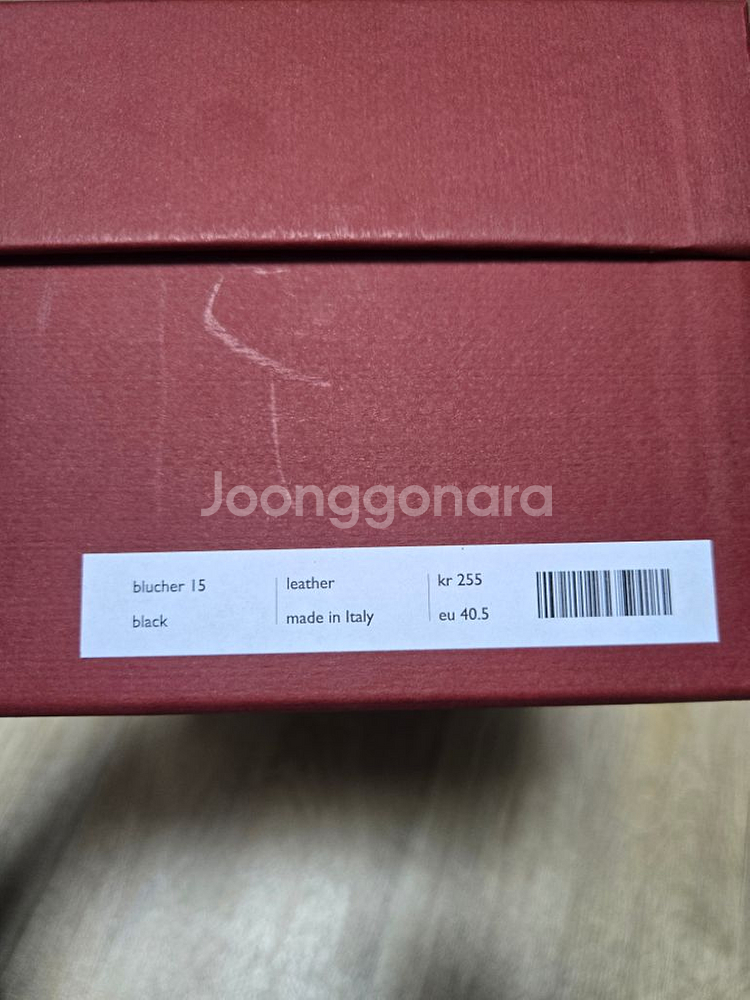 Joonggonara
blucher 15
black
leather
made in Italy
kr 255
eu 40.5